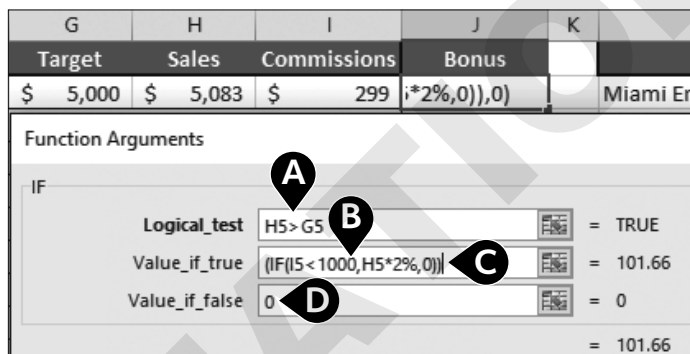 G H I J K
Target Sales Commissions Bonus
$ 5,000 $ 5,083 $ 299 *2%,0)),0) Miami
Function Arguments
IF
A
Logical_test H5>G5 = TRUE
B
Value_if_true (IF(I5<1000,H5*2%,0)) C = 101.66
Value_if_false 0 D = 0
= 101.66